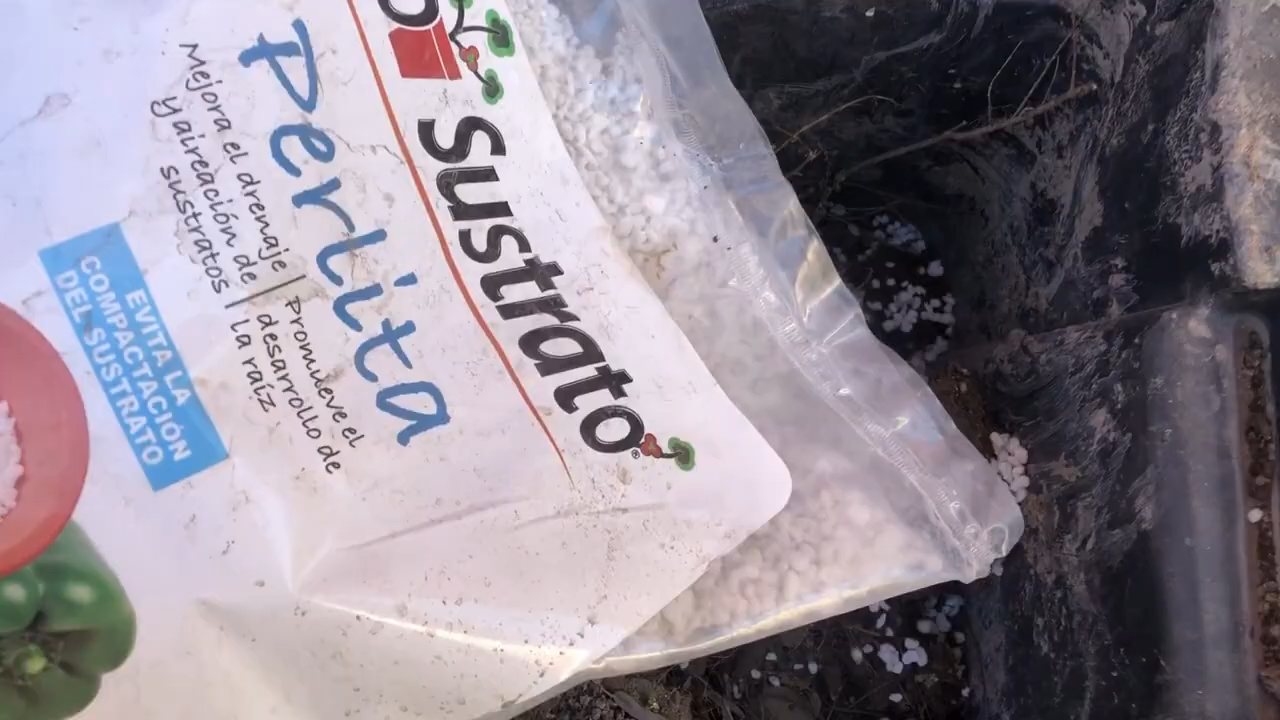 sustrato®
Perlita
Mejora el drenaje
y aireación de
sustratos
Promueve el
desarrollo de
la raíz
EVITA LA
COMPACTACIÓN
DEL SUSTRATO